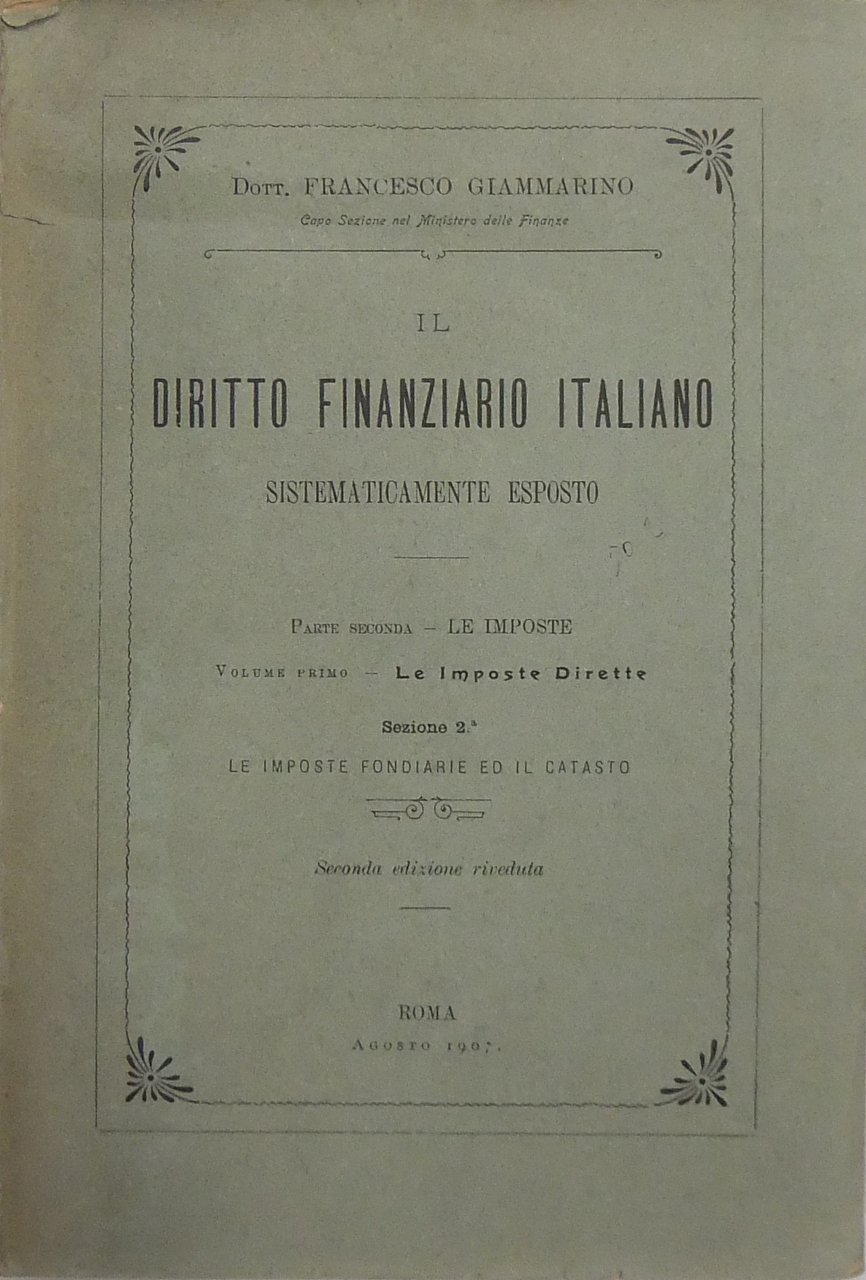 Dott. FRANCESCO GIAMMARINO
Capo Sezione nel Ministero delle Finanze
IL
DIRITTO FINANZIARIO ITALIANO
SISTEMATICAMENTE ESPOSTO
Parte seconda — LE IMPOSTE
Volume primo — Le Imposte Dirette
Sezione 2.ª
LE IMPOSTE FONDIARIE ED IL CATASTO
Seconda edizione riveduta
ROMA
Agosto 1907.